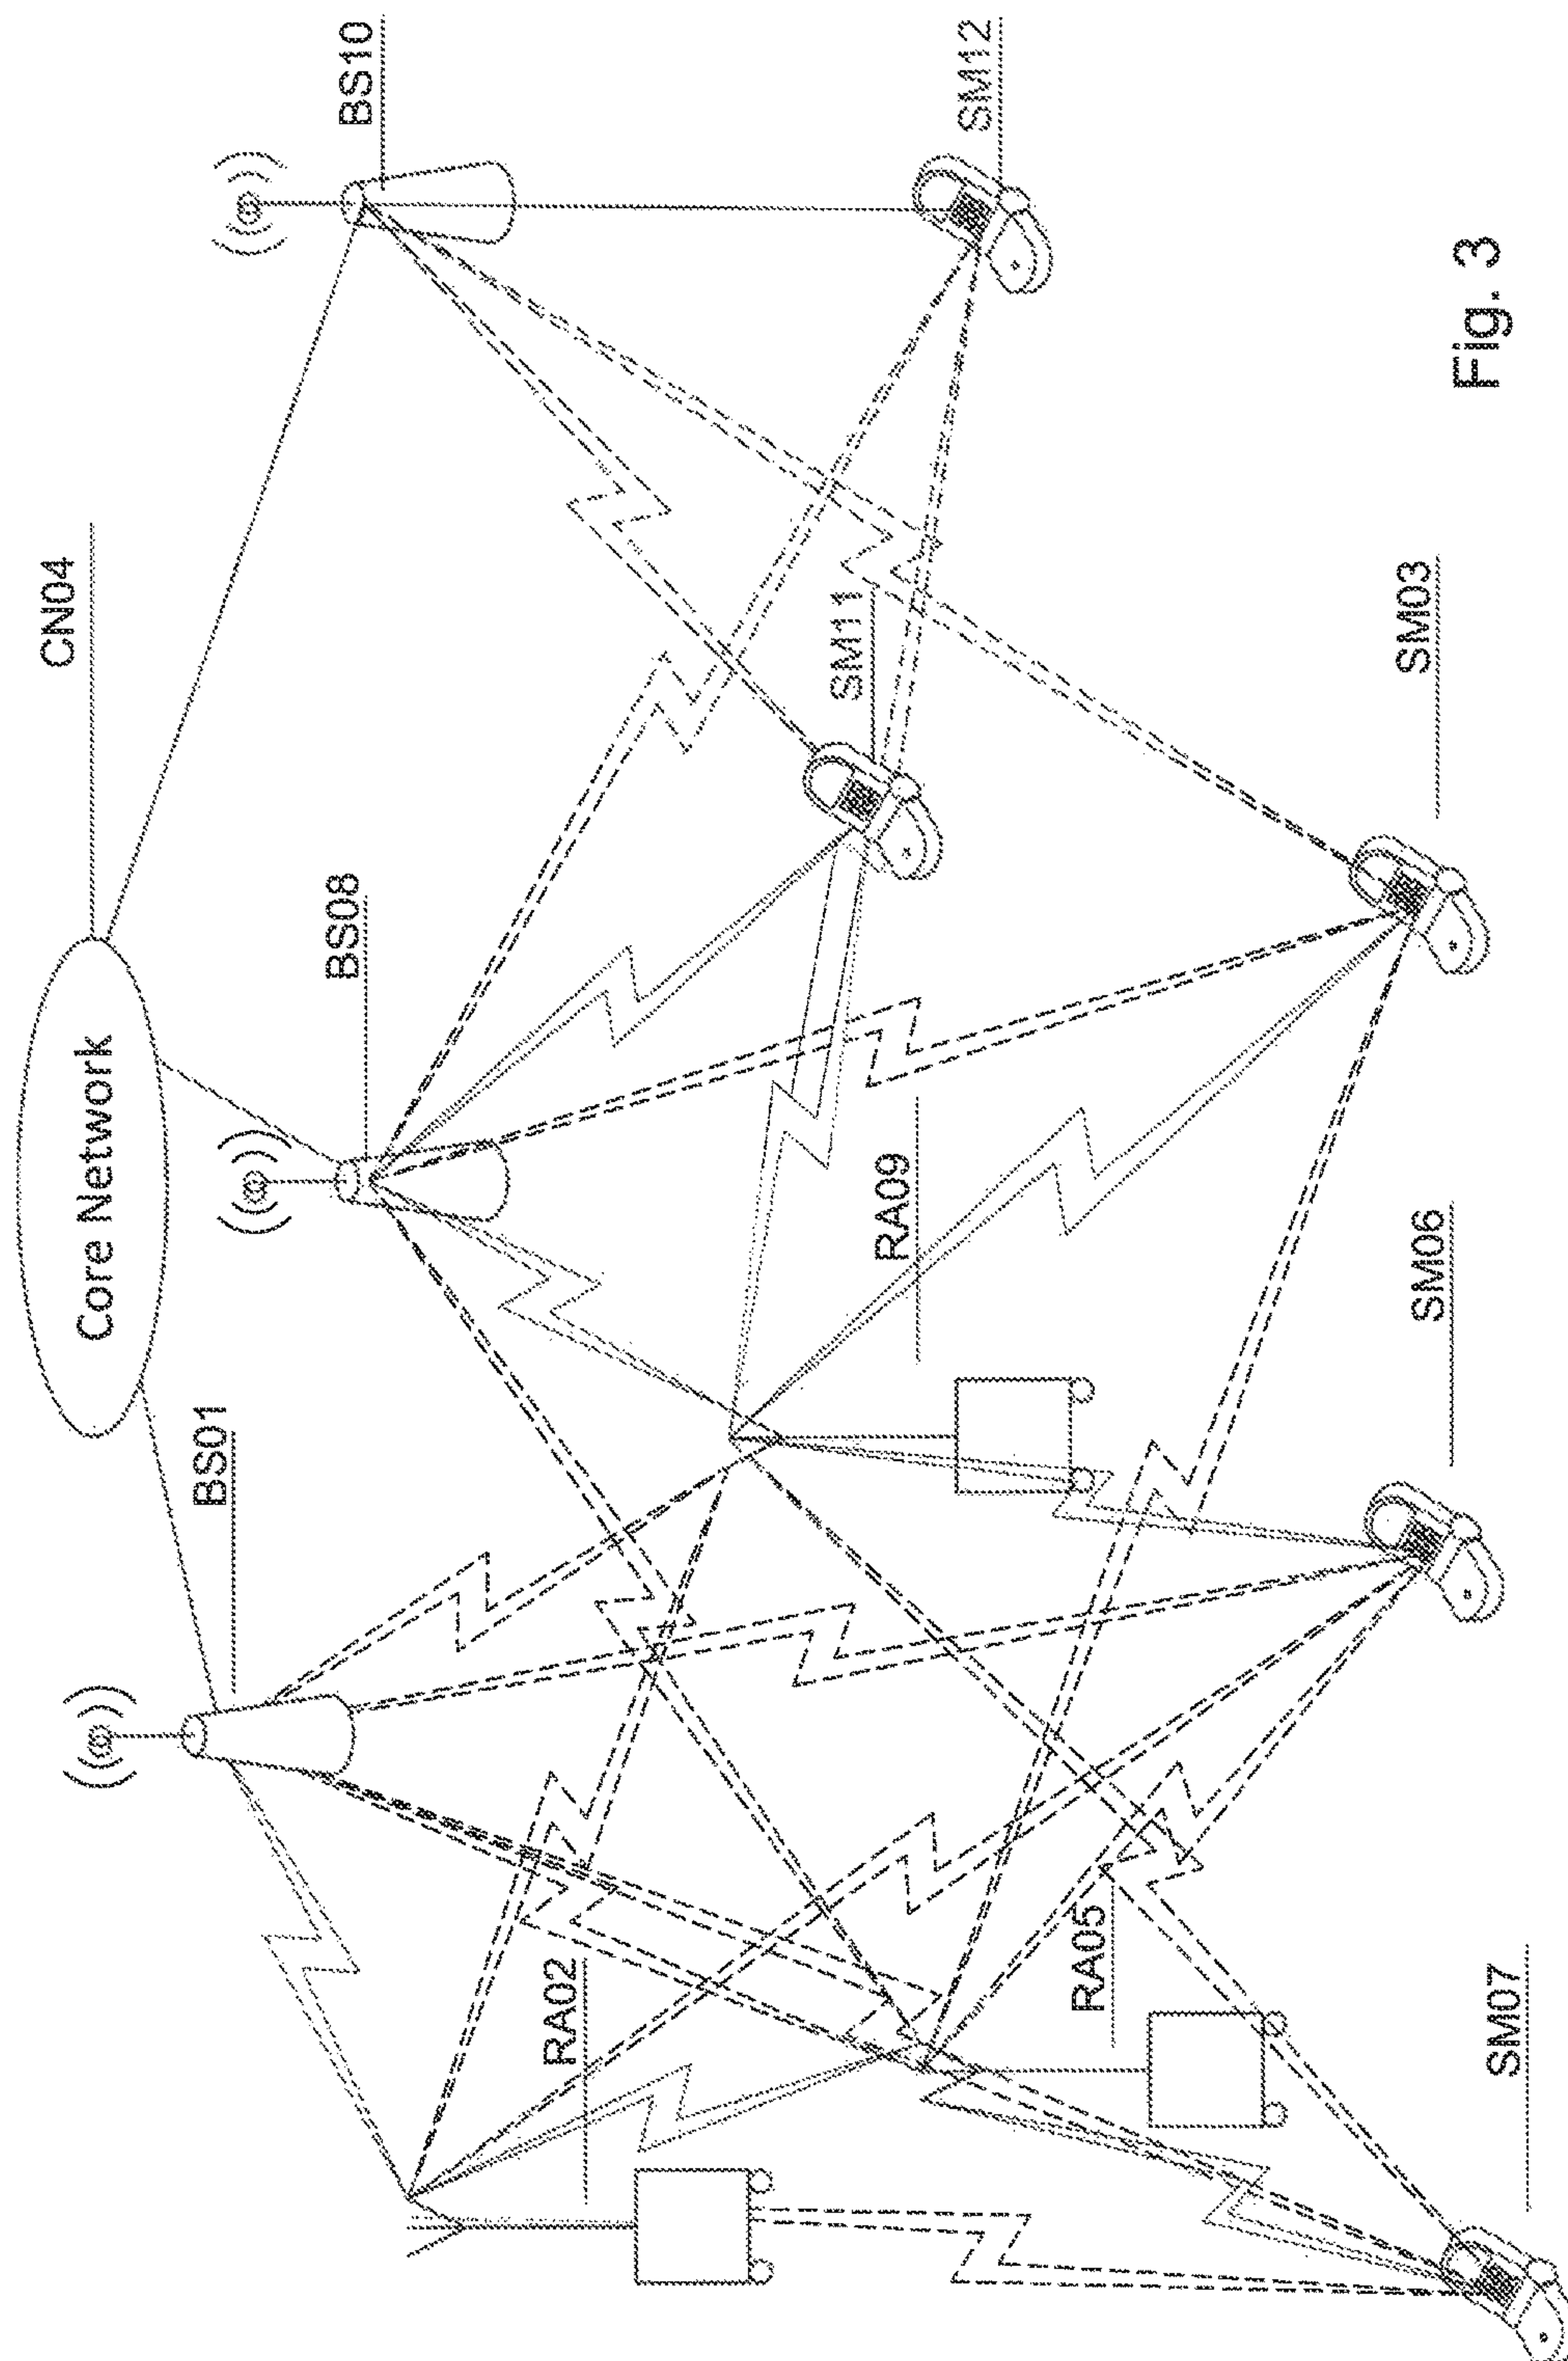 CN04
Core Network
BS01
BS08
BS10
RA02
RA05
RA09
SM11
SM12
SM07
SM06
SM03
Fig. 3